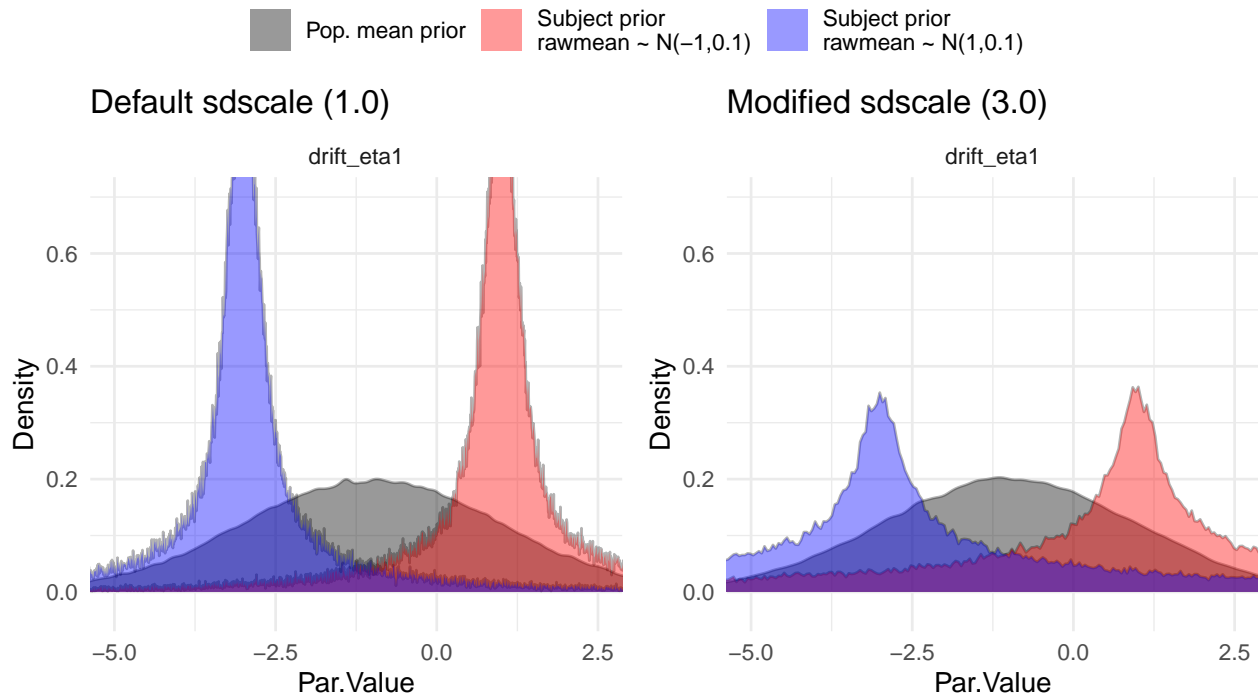 Pop. mean prior
Subject prior
rawmean ~ N(−1,0.1)
Subject prior
rawmean ~ N(1,0.1)
Default sdscale (1.0)
drift_eta1
Density
0.6
0.4
0.2
0.0
−5.0 −2.5 0.0 2.5
Par.Value
Modified sdscale (3.0)
drift_eta1
Density
0.6
0.4
0.2
0.0
−5.0 −2.5 0.0 2.5
Par.Value